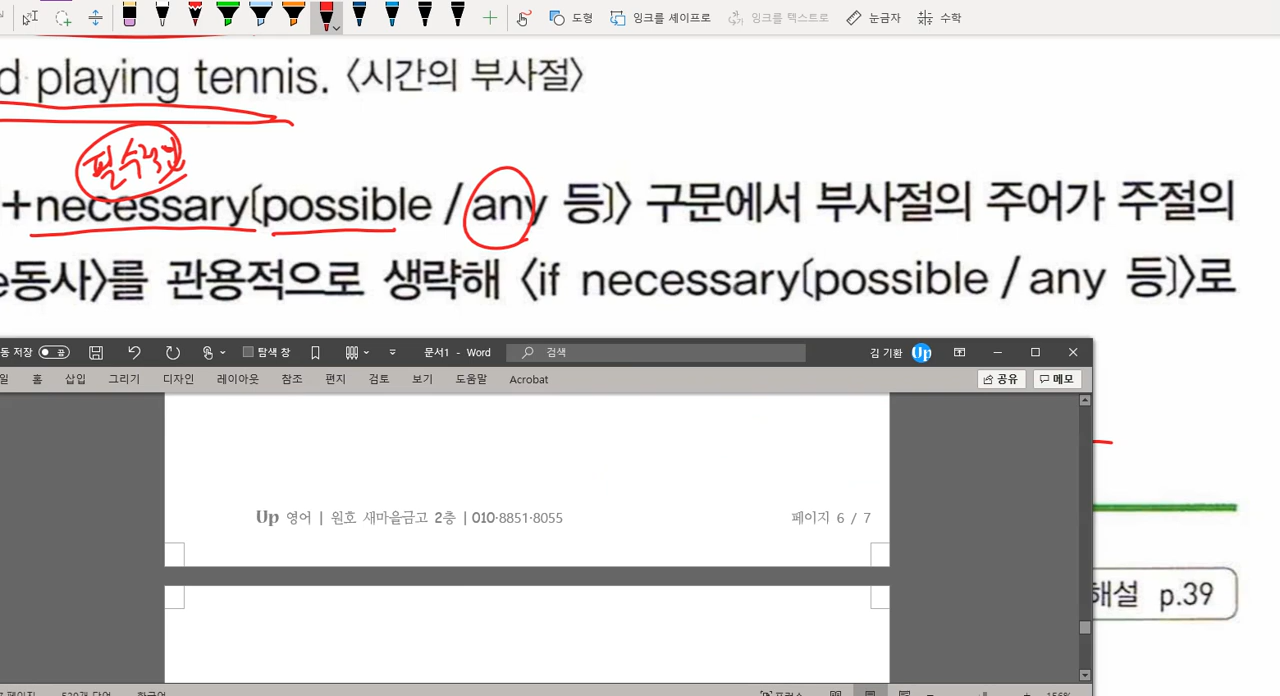 도형 잉크를 셰이프로 잉크를 텍스트로 눈금자 수학
d playing tennis. 〈시간의 부사절〉
필수
+necessary(possible / any 등)〉 구문에서 부사절의 주어가 주절의
e동사〉를 관용적으로 생략해 〈if necessary(possible / any 등)〉로
동 저장 끔 탐색 창 문서1 - Word 검색 김 기환 Up
일 홈 삽입 그리기 디자인 레이아웃 참조 편지 검토 보기 도움말 Acrobat 공유 메모
Up 영어 | 원호 새마을금고 2층 | 010·8851·8055 페이지 6 / 7
해설 p.39